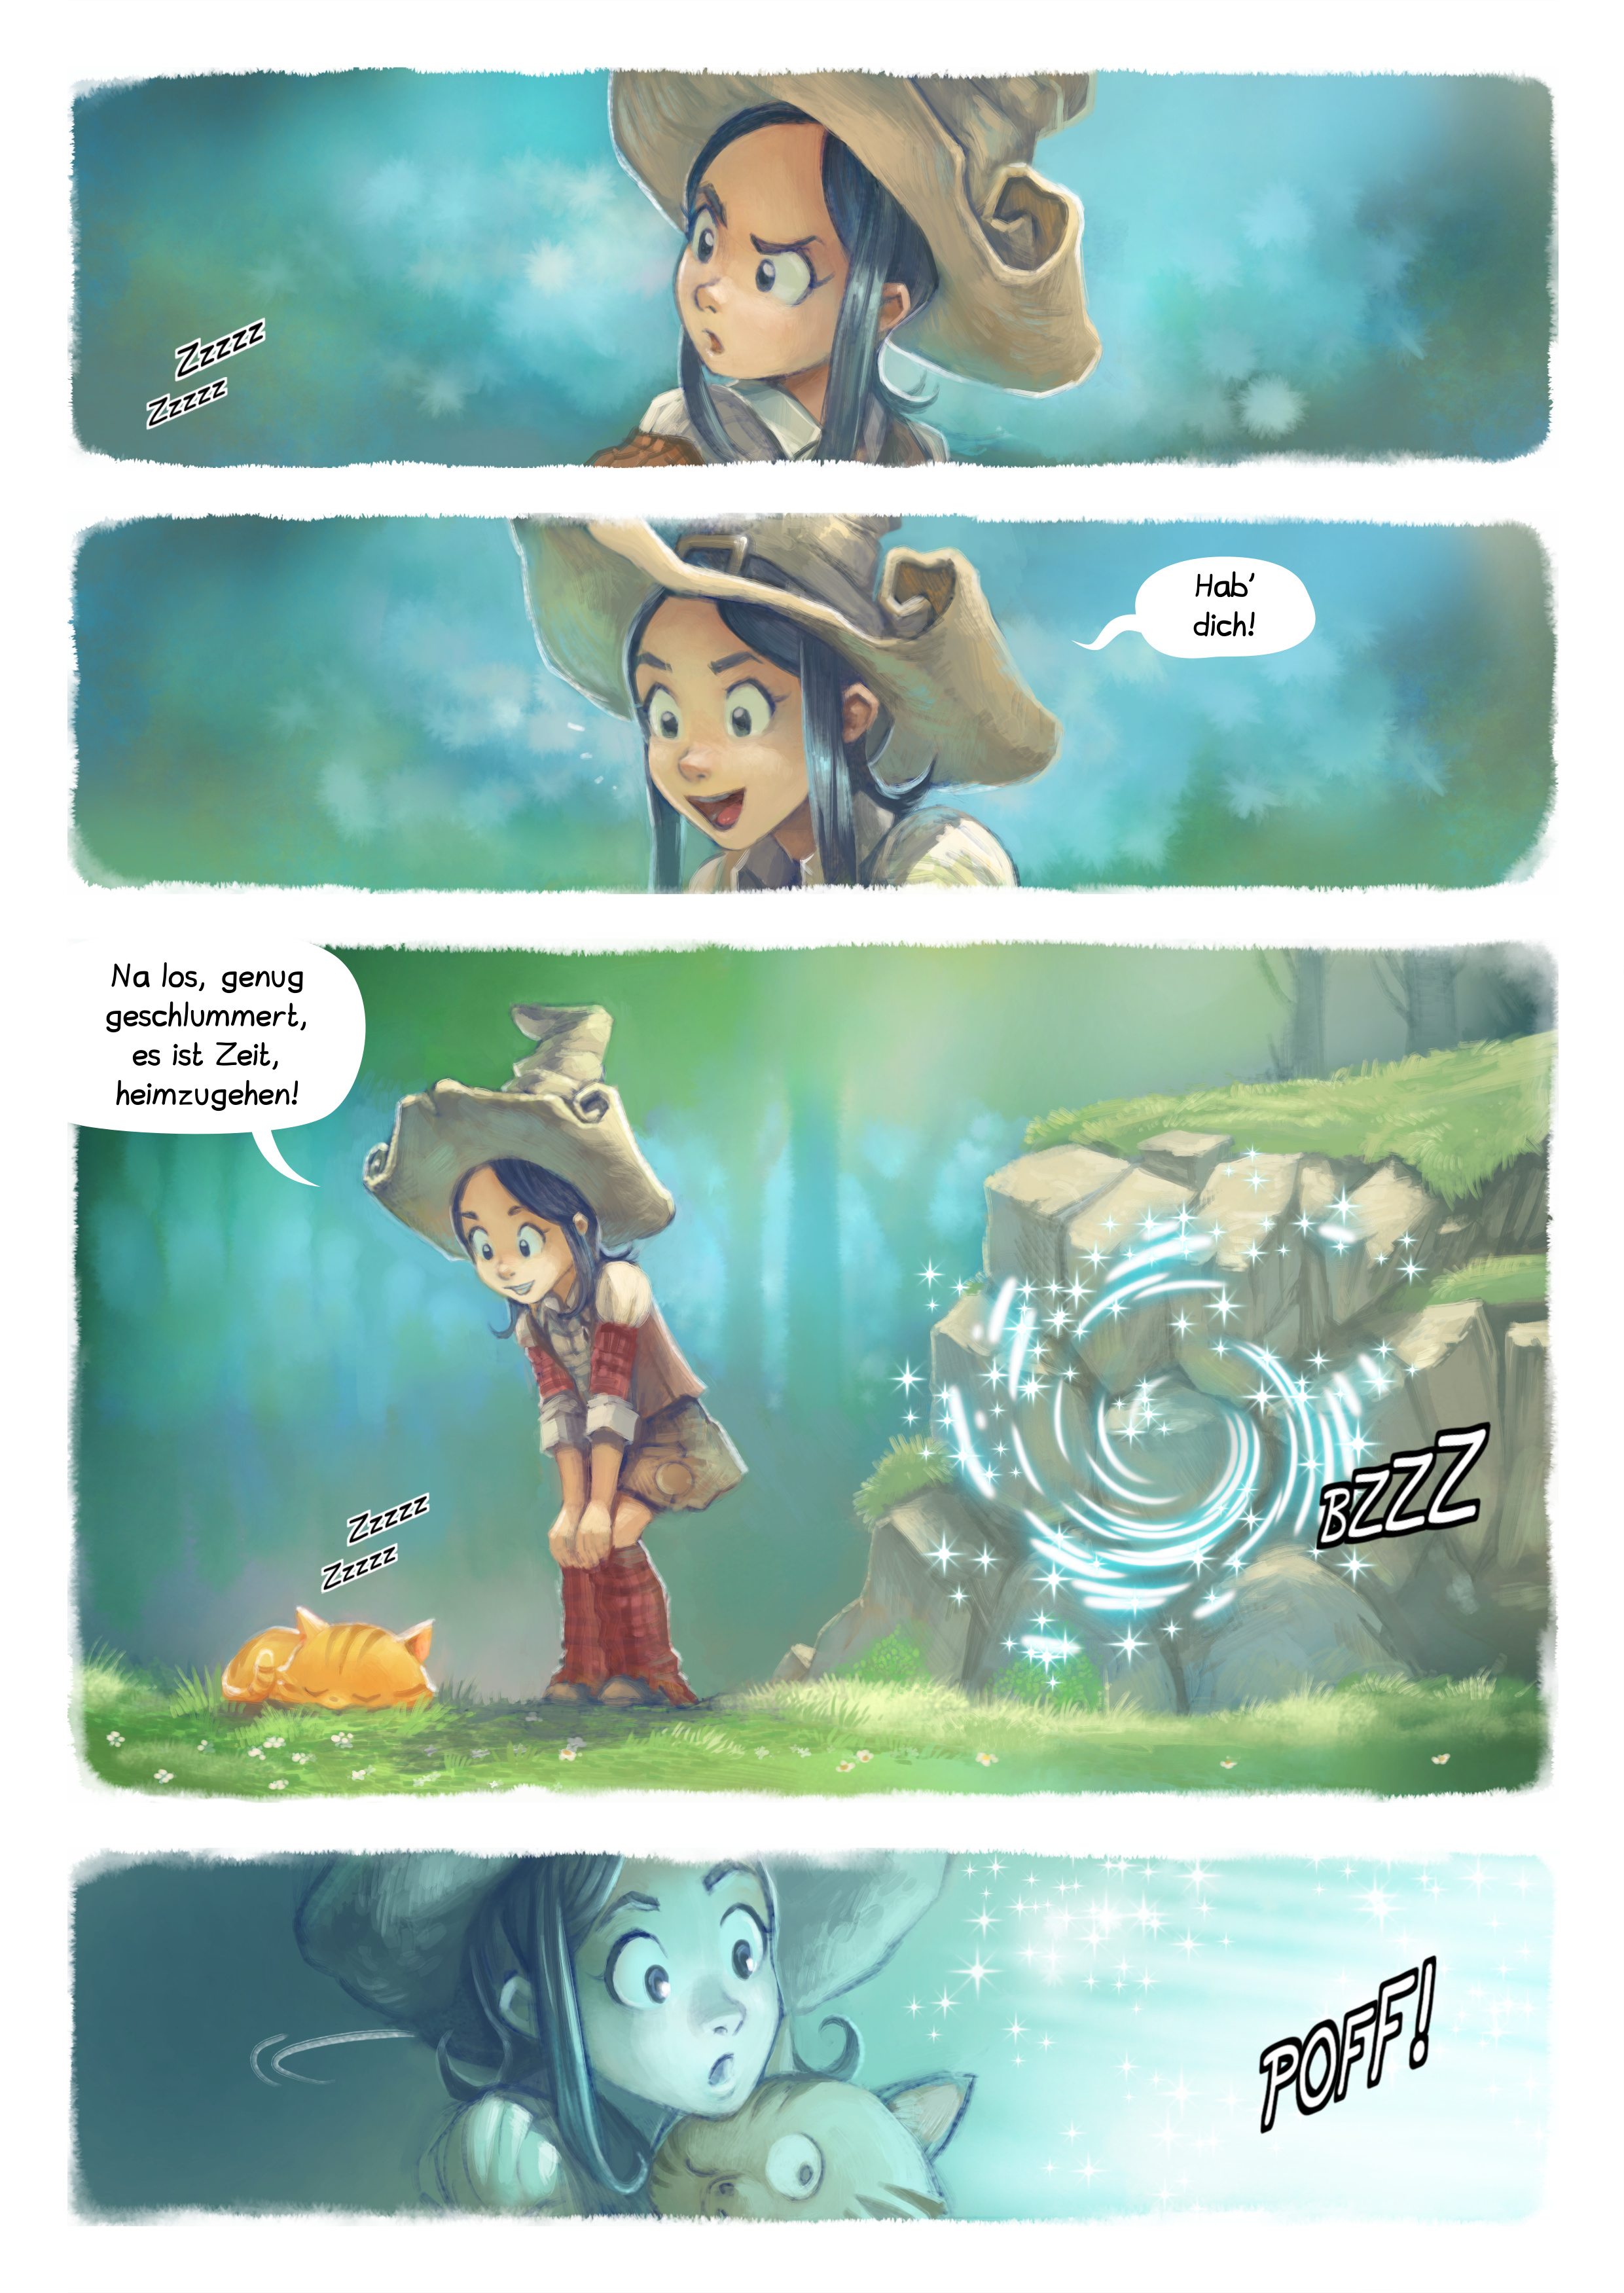 Zzzzz
Zzzzz
Hab'
dich!
Na los, genug
geschlummert,
es ist Zeit,
heimzugehen!
Zzzzz
Zzzzz
BZZZ
POFF!